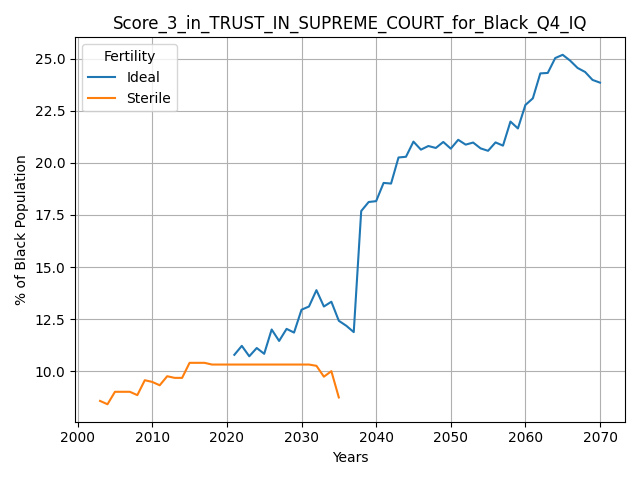 Score_3_in_TRUST_IN_SUPREME_COURT_for_Black_Q4_IQ
Fertility
Ideal
Sterile
% of Black Population
25.0
22.5
20.0
17.5
15.0
12.5
10.0
2000 2010 2020 2030 2040 2050 2060 2070
Years